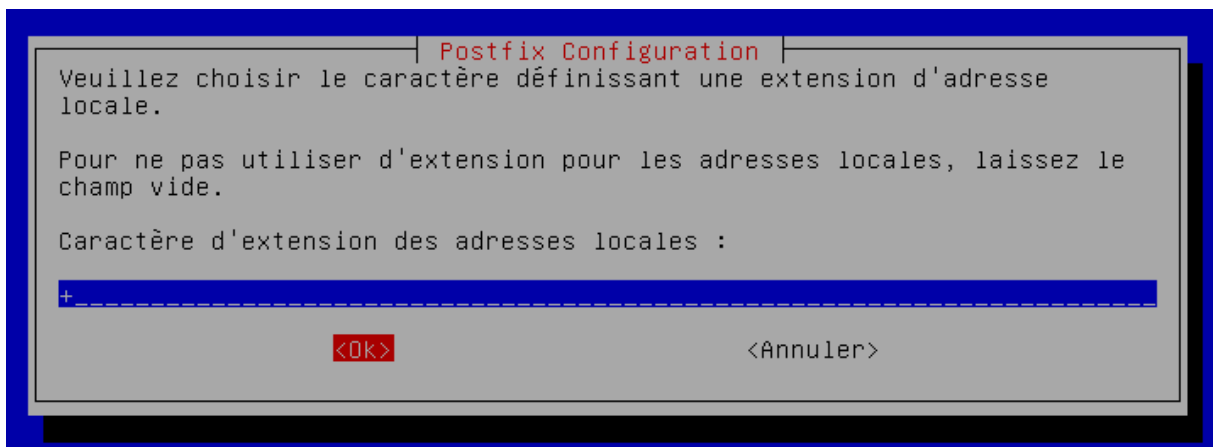 Postfix Configuration
Veuillez choisir le caractère définissant une extension d'adresse
locale.
Pour ne pas utiliser d'extension pour les adresses locales, laissez le
champ vide.
Caractère d'extension des adresses locales :
+_______________________________________________________________________
<Ok> <Annuler>